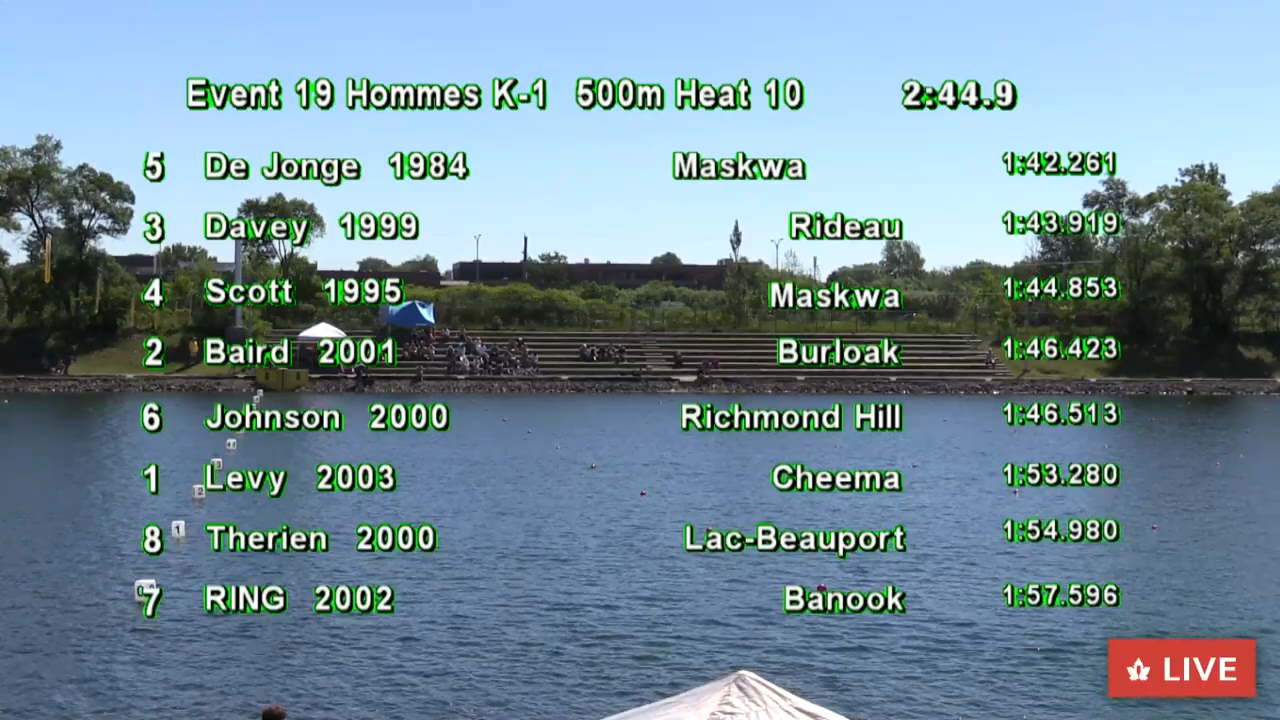 Event 19 Hommes K-1 500m Heat 10 2:44.9
5 De Jonge 1984 Maskwa 1:42.261
3 Davey 1999 Rideau 1:43.919
4 Scott 1995 Maskwa 1:44.853
2 Baird 2001 Burloak 1:46.423
6 Johnson 2000 Richmond Hill 1:46.513
1 Levy 2003 Cheema 1:53.280
8 Therien 2000 Lac-Beauport 1:54.980
7 RING 2002 Banook 1:57.596
1
LIVE